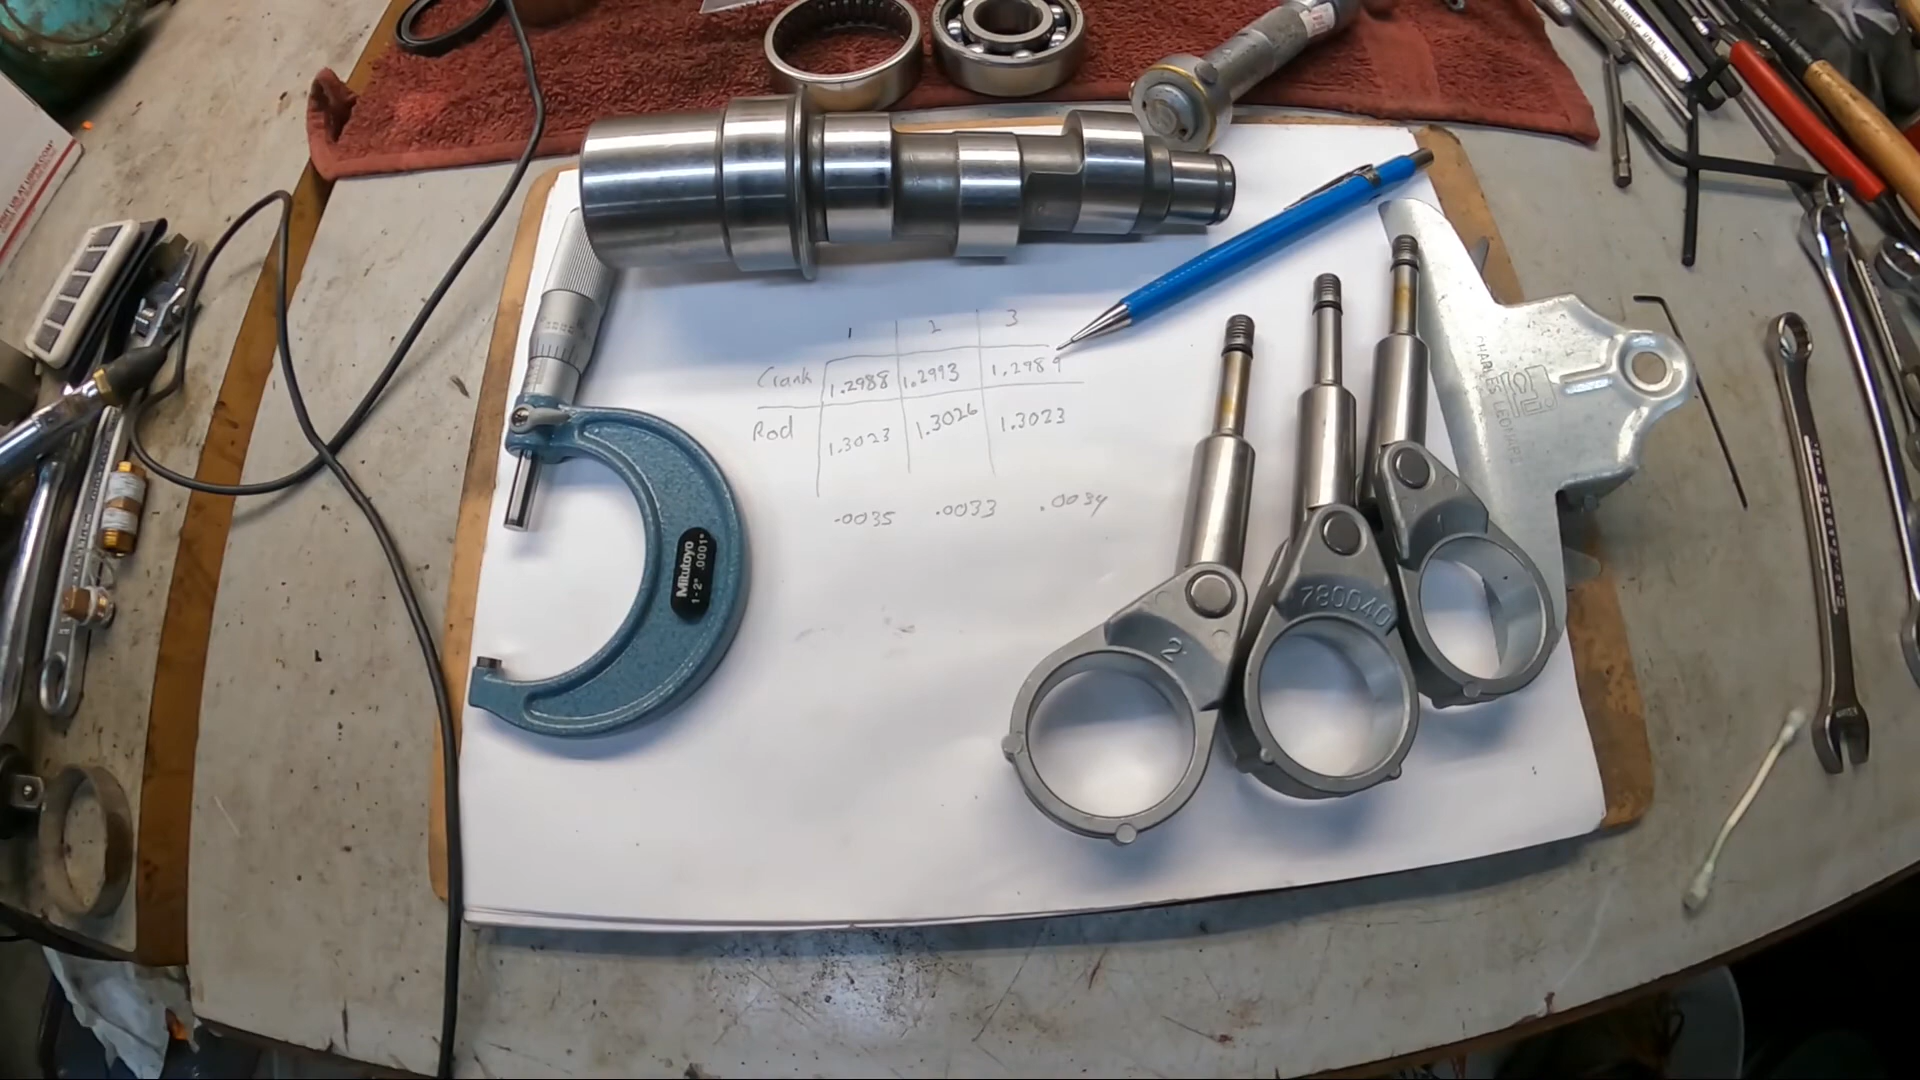 1 2 3
Crank 1.2988 1.2993 1.2989
Rod 1.3023 1.3026 1.3023
.0035 .0033 .0034
Mitutoyo
1-2" .0001"
2
780040
1
CHARLES LEONARD